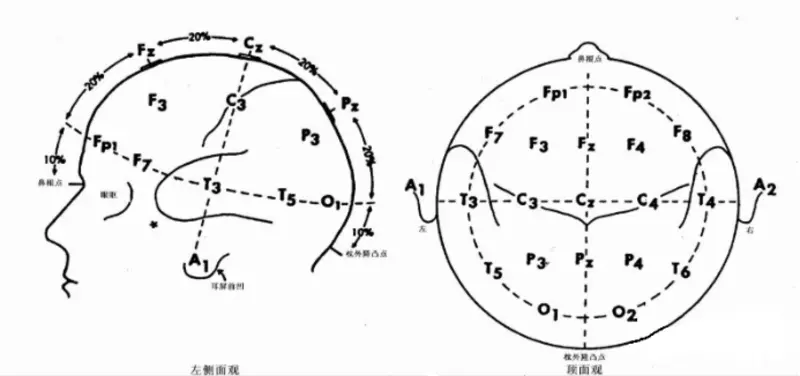 Fz
20%
Cz
20%
20%
20%
Pz
F3
C3
P3
10%
Fp1
F7
鼻根点
眼眶
T3
T5
O1
10%
A1
枕外隆凸点
耳屏前凹
左侧面观
鼻根点
Fp1
Fp2
F7
F3
Fz
F4
F8
A1
T3
C3
Cz
C4
T4
A2
左
右
T5
P3
Pz
P4
T6
O1
O2
枕外隆凸点
顶面观